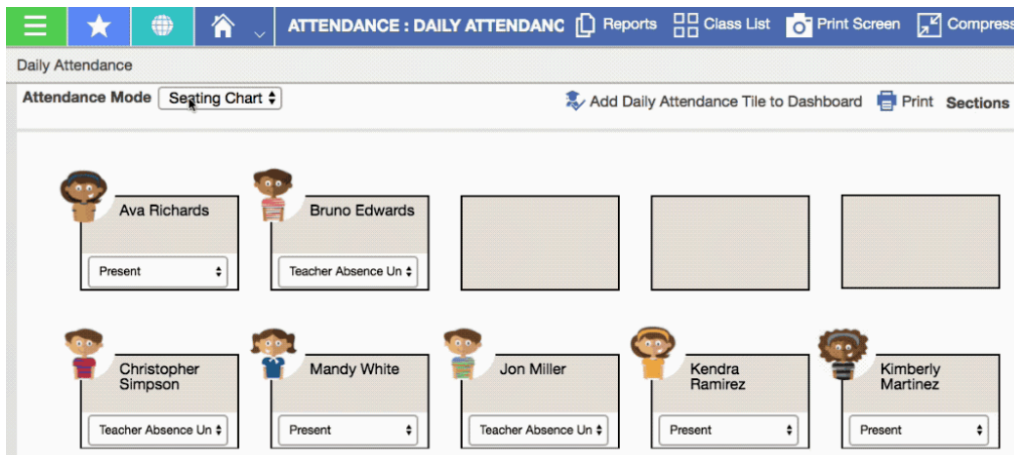 ATTENDANCE : DAILY ATTENDANC Reports Class List Print Screen Compress
Daily Attendance
Attendance Mode Seating Chart Add Daily Attendance Tile to Dashboard Print Sections
Ava Richards Bruno Edwards
Present Teacher Absence Un
Christopher Simpson Mandy White Jon Miller Kendra Ramirez Kimberly Martinez
Teacher Absence Un Present Teacher Absence Un Present Present